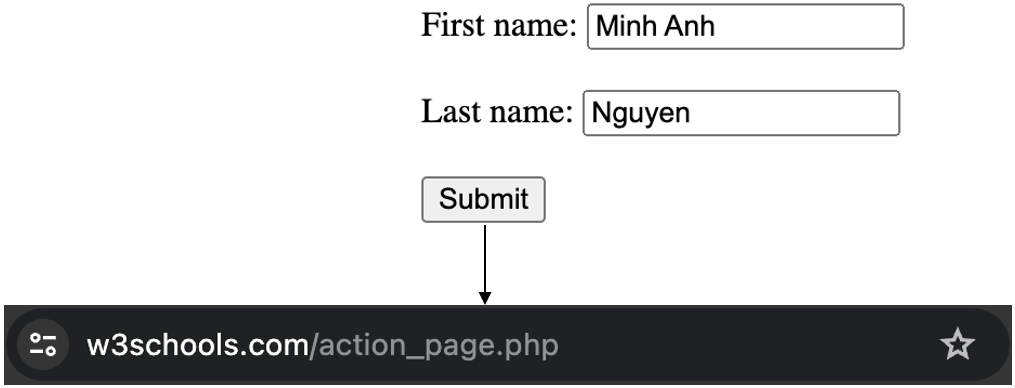 First name: Minh Anh
Last name: Nguyen
Submit
w3schools.com/action_page.php